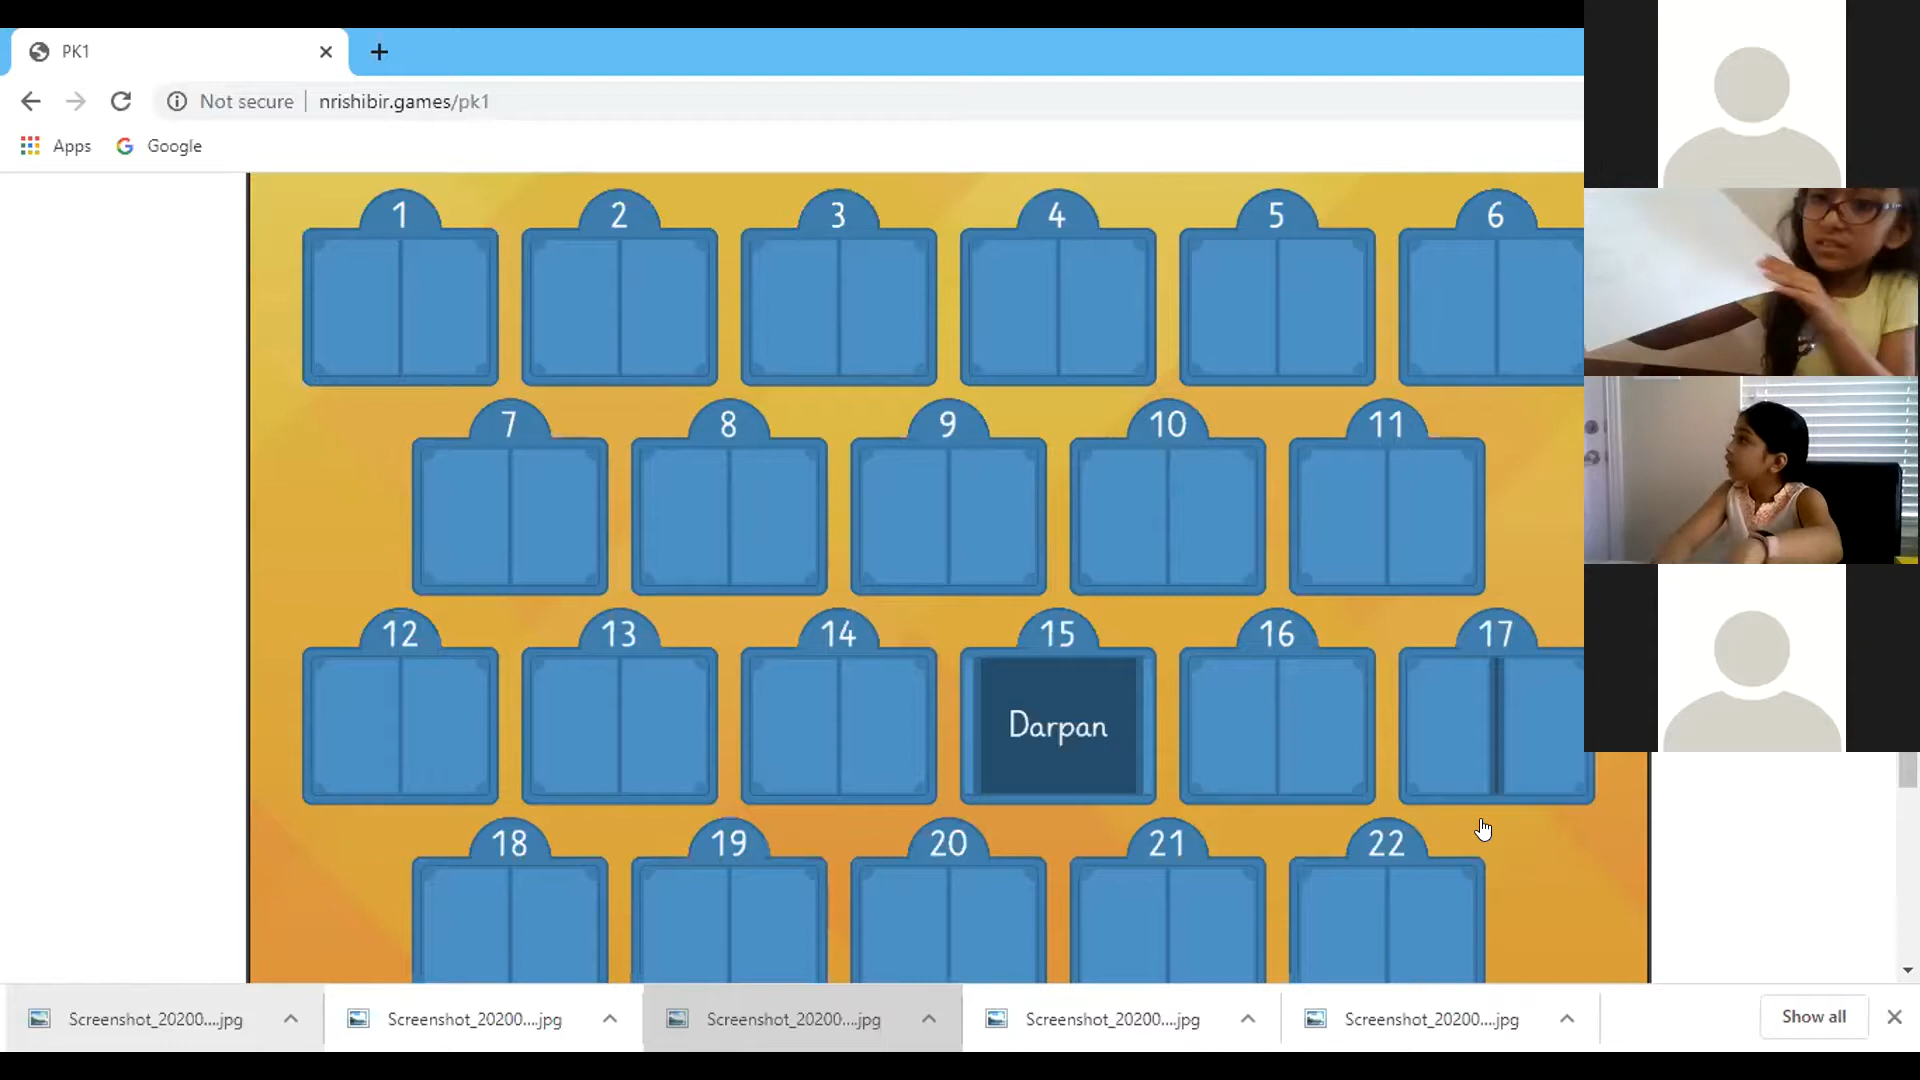 PK1
Not secure | nrishibir.games/pk1
Apps Google
1 2 3 4 5 6
7 8 9 10 11
12 13 14 15 16 17
Darpan
18 19 20 21 22
Screenshot_20200....jpg Screenshot_20200....jpg Screenshot_20200....jpg Screenshot_20200....jpg Screenshot_20200....jpg Show all